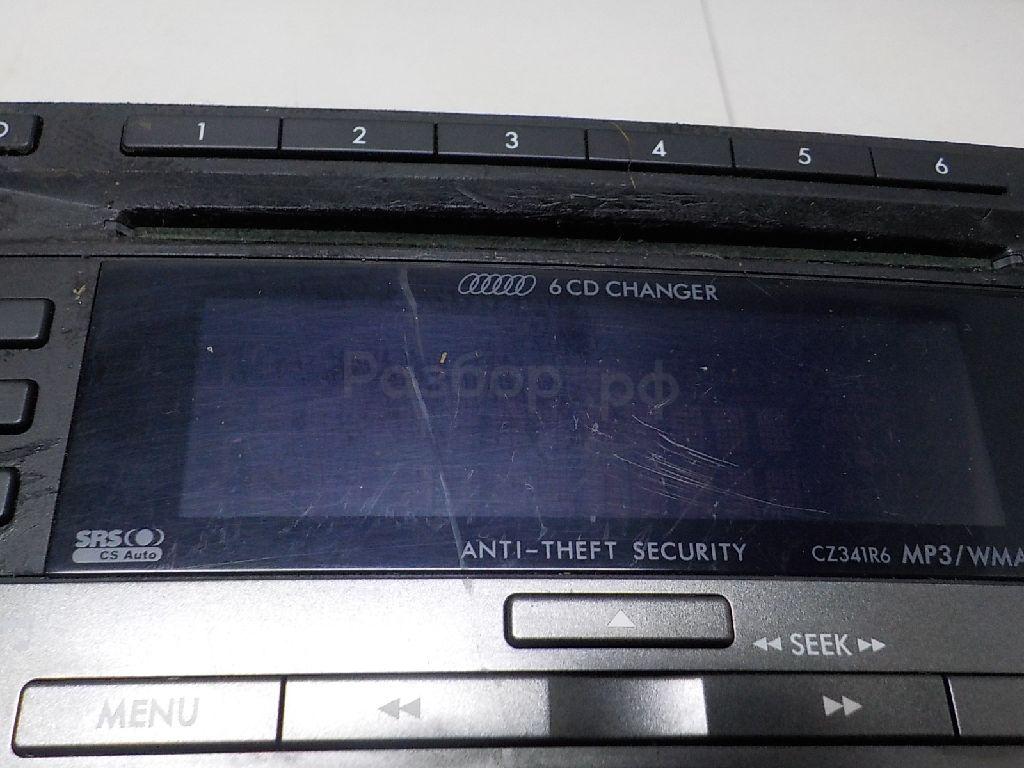 1 2 3 4 5 6
6 CD CHANGER
Разбор.рф
SRS
CS Auto
ANTI-THEFT SECURITY CZ341R6 MP3/WMA
SEEK
MENU